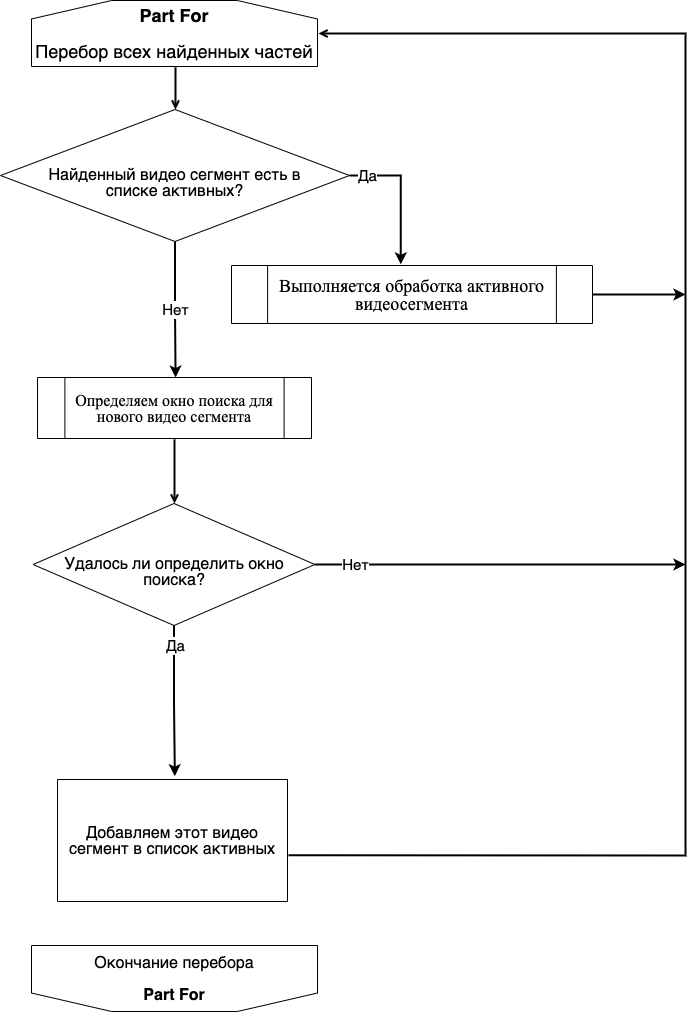 Part For
Перебор всех найденных частей
Найденный видео сегмент есть в
списке активных?
Да
Выполняется обработка активного
видеосегмента
Нет
Определяем окно поиска для
нового видео сегмента
Удалось ли определить окно
поиска?
Нет
Да
Добавляем этот видео
сегмент в список активных
Окончание перебора
Part For